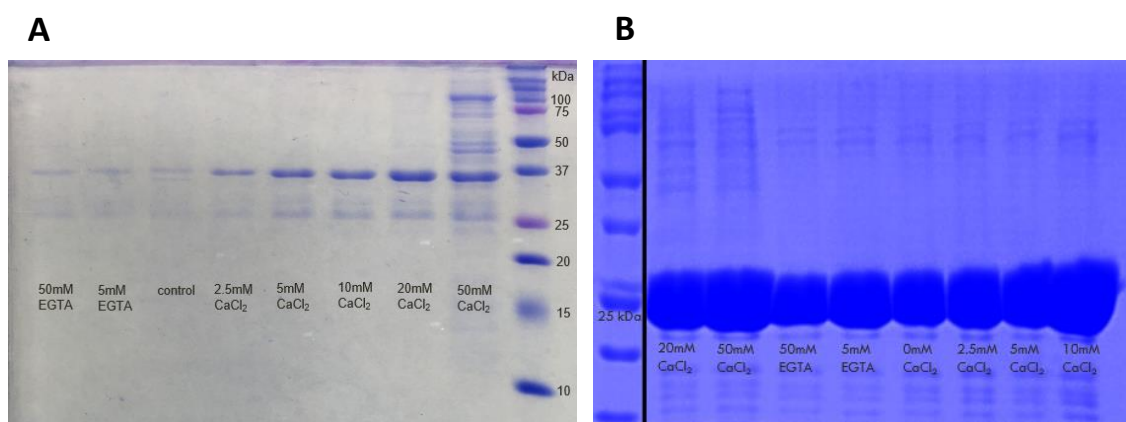 A
B
kDa
100
75
50
37
25
20
15
10
50mM 5mM control 2.5mM 5mM 10mM 20mM 50mM
EGTA EGTA CaCl₂ CaCl₂ CaCl₂ CaCl₂ CaCl₂
25 kDa
20mM 50mM 50mM 5mM 0mM 2.5mM 5mM 10mM
CaCl₂ CaCl₂ EGTA EGTA CaCl₂ CaCl₂ CaCl₂ CaCl₂